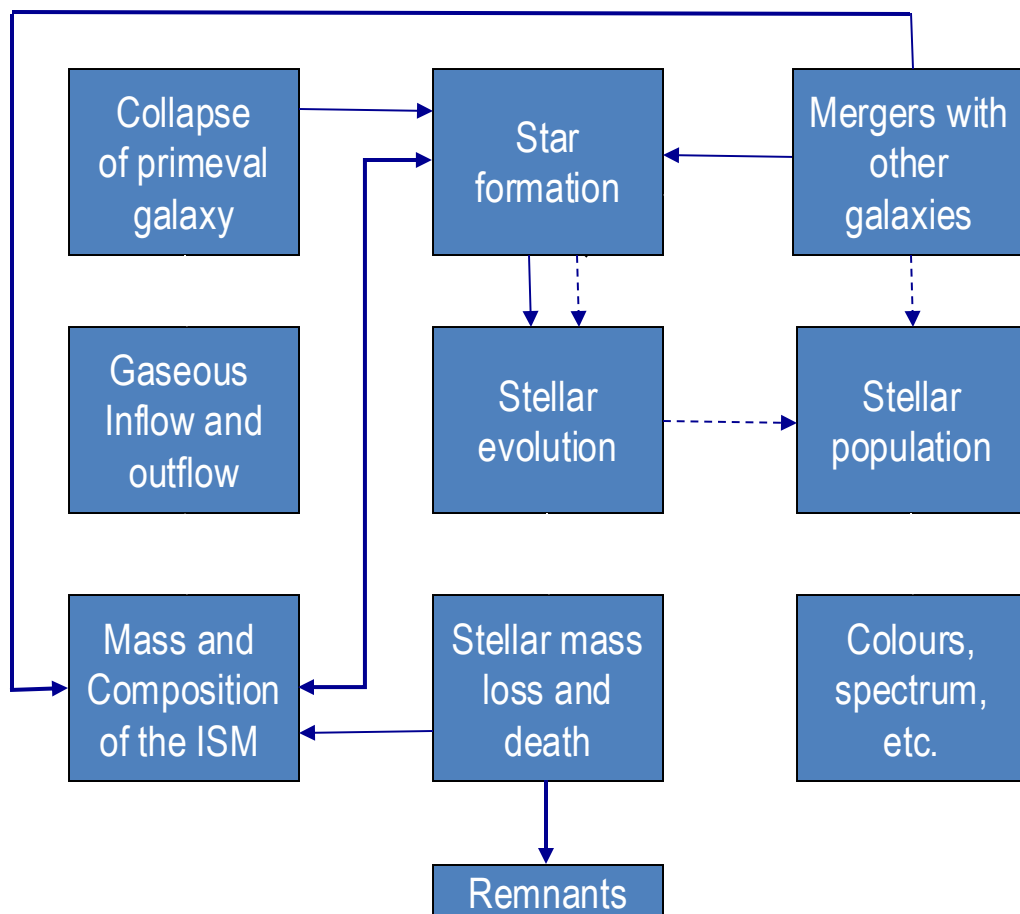 Collapse
of primeval
galaxy
Star
formation
Mergers with
other
galaxies
Gaseous
Inflow and
outflow
Stellar
evolution
Stellar
population
Mass and
Composition
of the ISM
Stellar mass
loss and
death
Colours,
spectrum,
etc.
Remnants